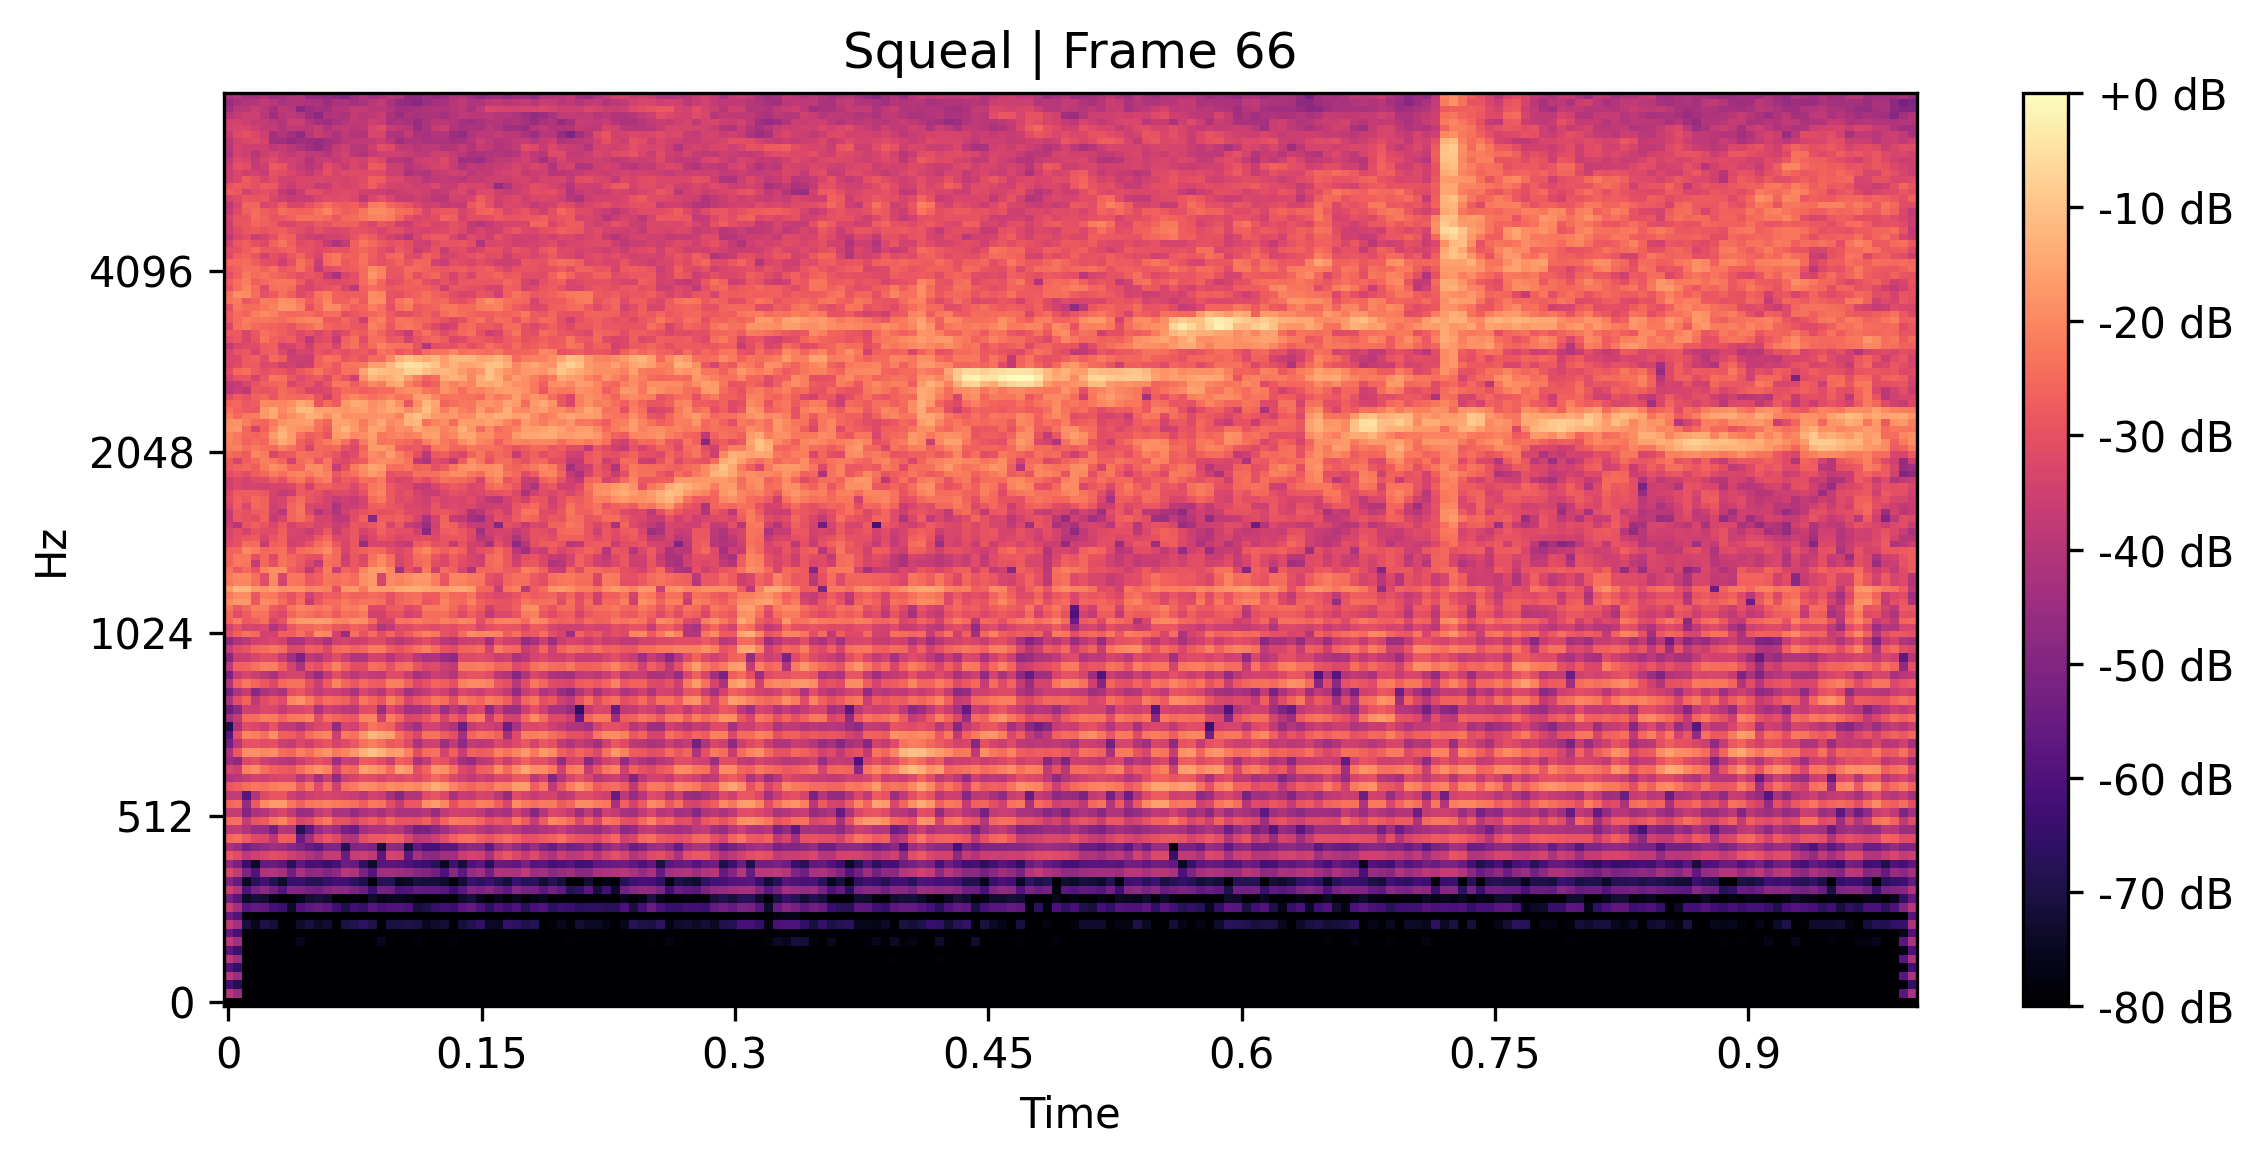 Squeal | Frame 66
+0 dB
-10 dB
-20 dB
-30 dB
-40 dB
-50 dB
-60 dB
-70 dB
-80 dB
Hz
4096
2048
1024
512
0
0 0.15 0.3 0.45 0.6 0.75 0.9
Time